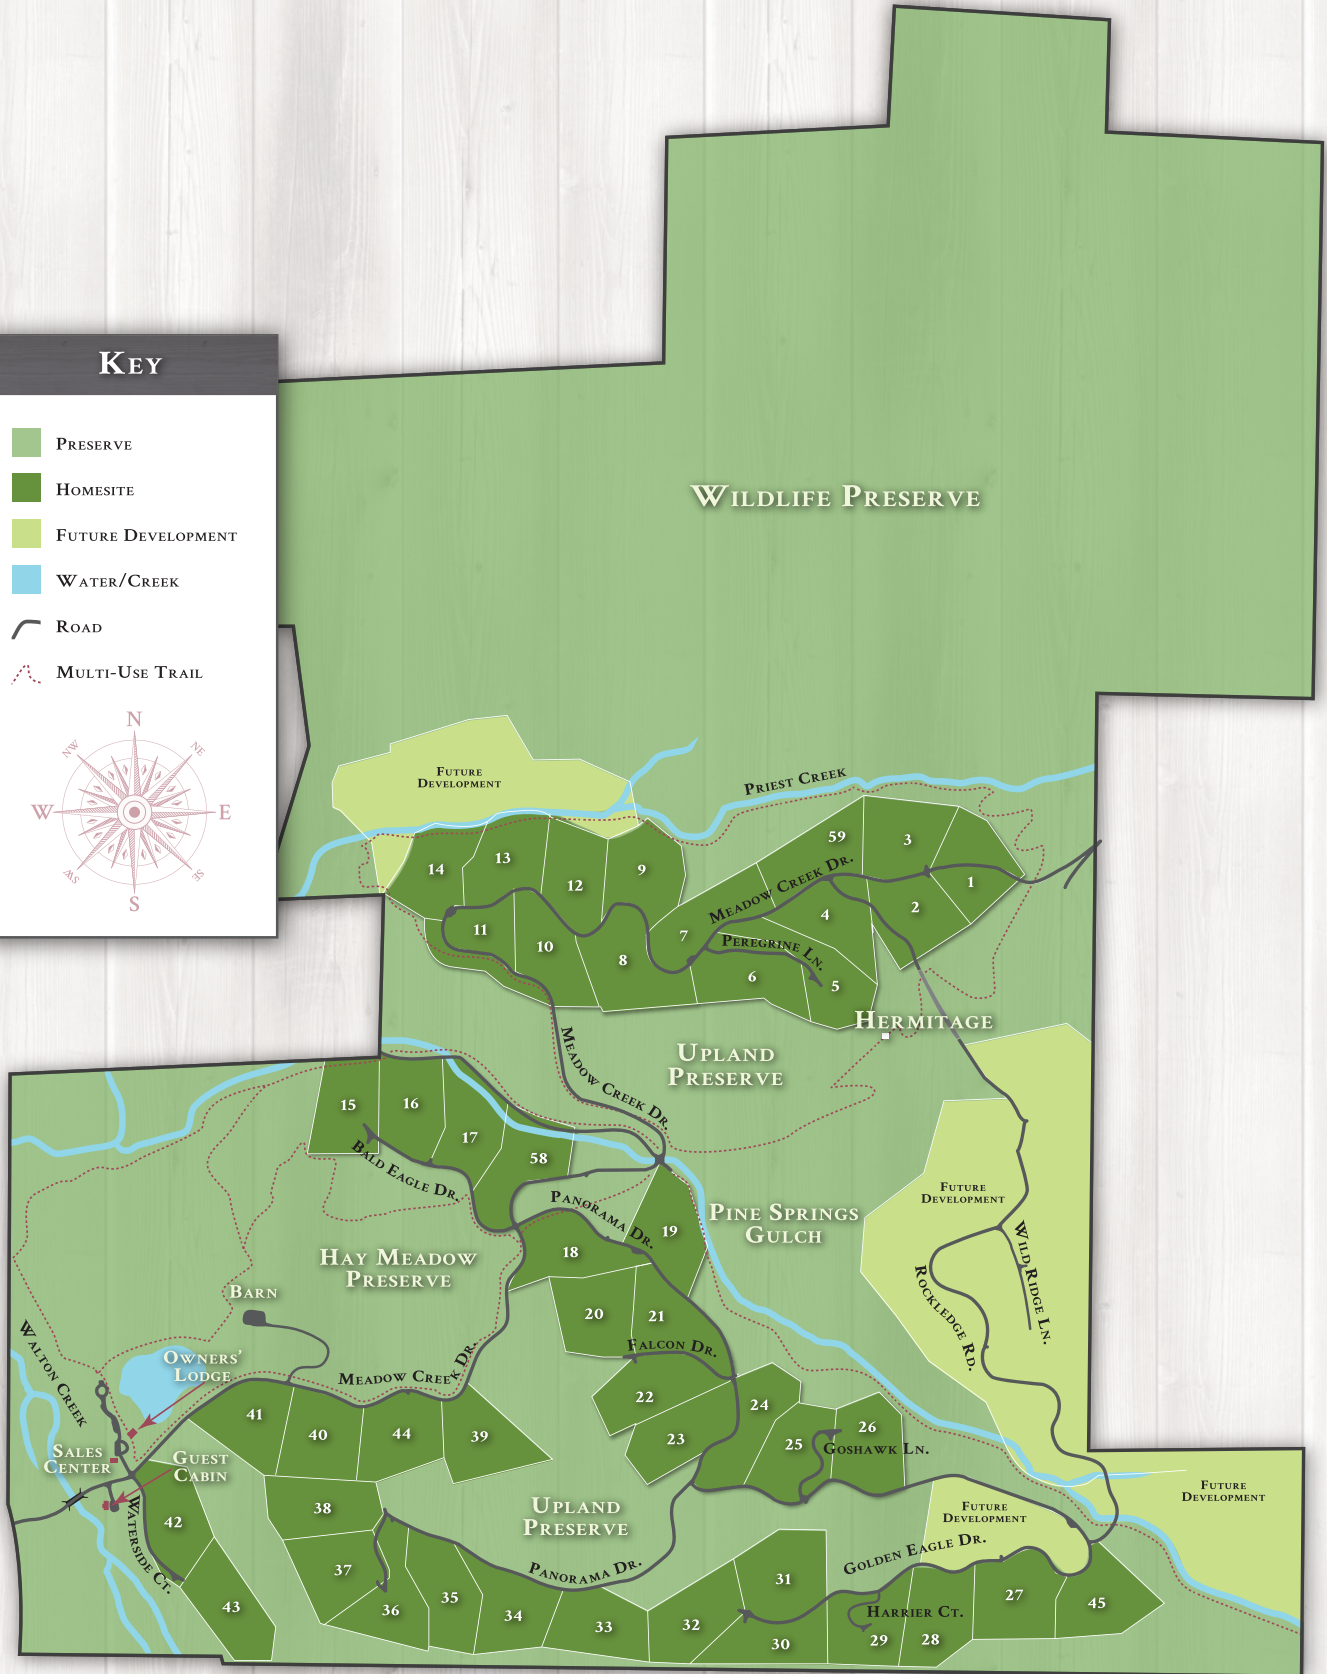 Key
Preserve
Homesite
Future Development
Water/Creek
Road
Multi-Use Trail
N
NW
NE
W
E
SW
SE
S
Wildlife Preserve
Future
Development
Priest Creek
59
3
13
14
9
12
1
Meadow Creek Dr.
2
4
11
7
10
Peregrine Ln.
8
6
5
Hermitage
Meadow Creek Dr.
Upland
Preserve
15
16
17
58
Bald Eagle Dr.
Panorama Dr.
19
Pine Springs
Gulch
Future
Development
18
Hay Meadow
Preserve
Wild Ridge Ln.
Rockledge Rd.
Barn
20
21
Falcon Dr.
Walton Creek
Owners'
Lodge
Meadow Creek Dr.
22
24
41
40
44
39
23
25
26
Goshawk Ln.
Sales
Center
Guest
Cabin
Future
Development
38
Upland
Preserve
Future
Development
42
Waterside Ct.
Golden Eagle Dr.
37
Panorama Dr.
31
43
36
35
34
33
32
27
45
Harrier Ct.
30
29
28